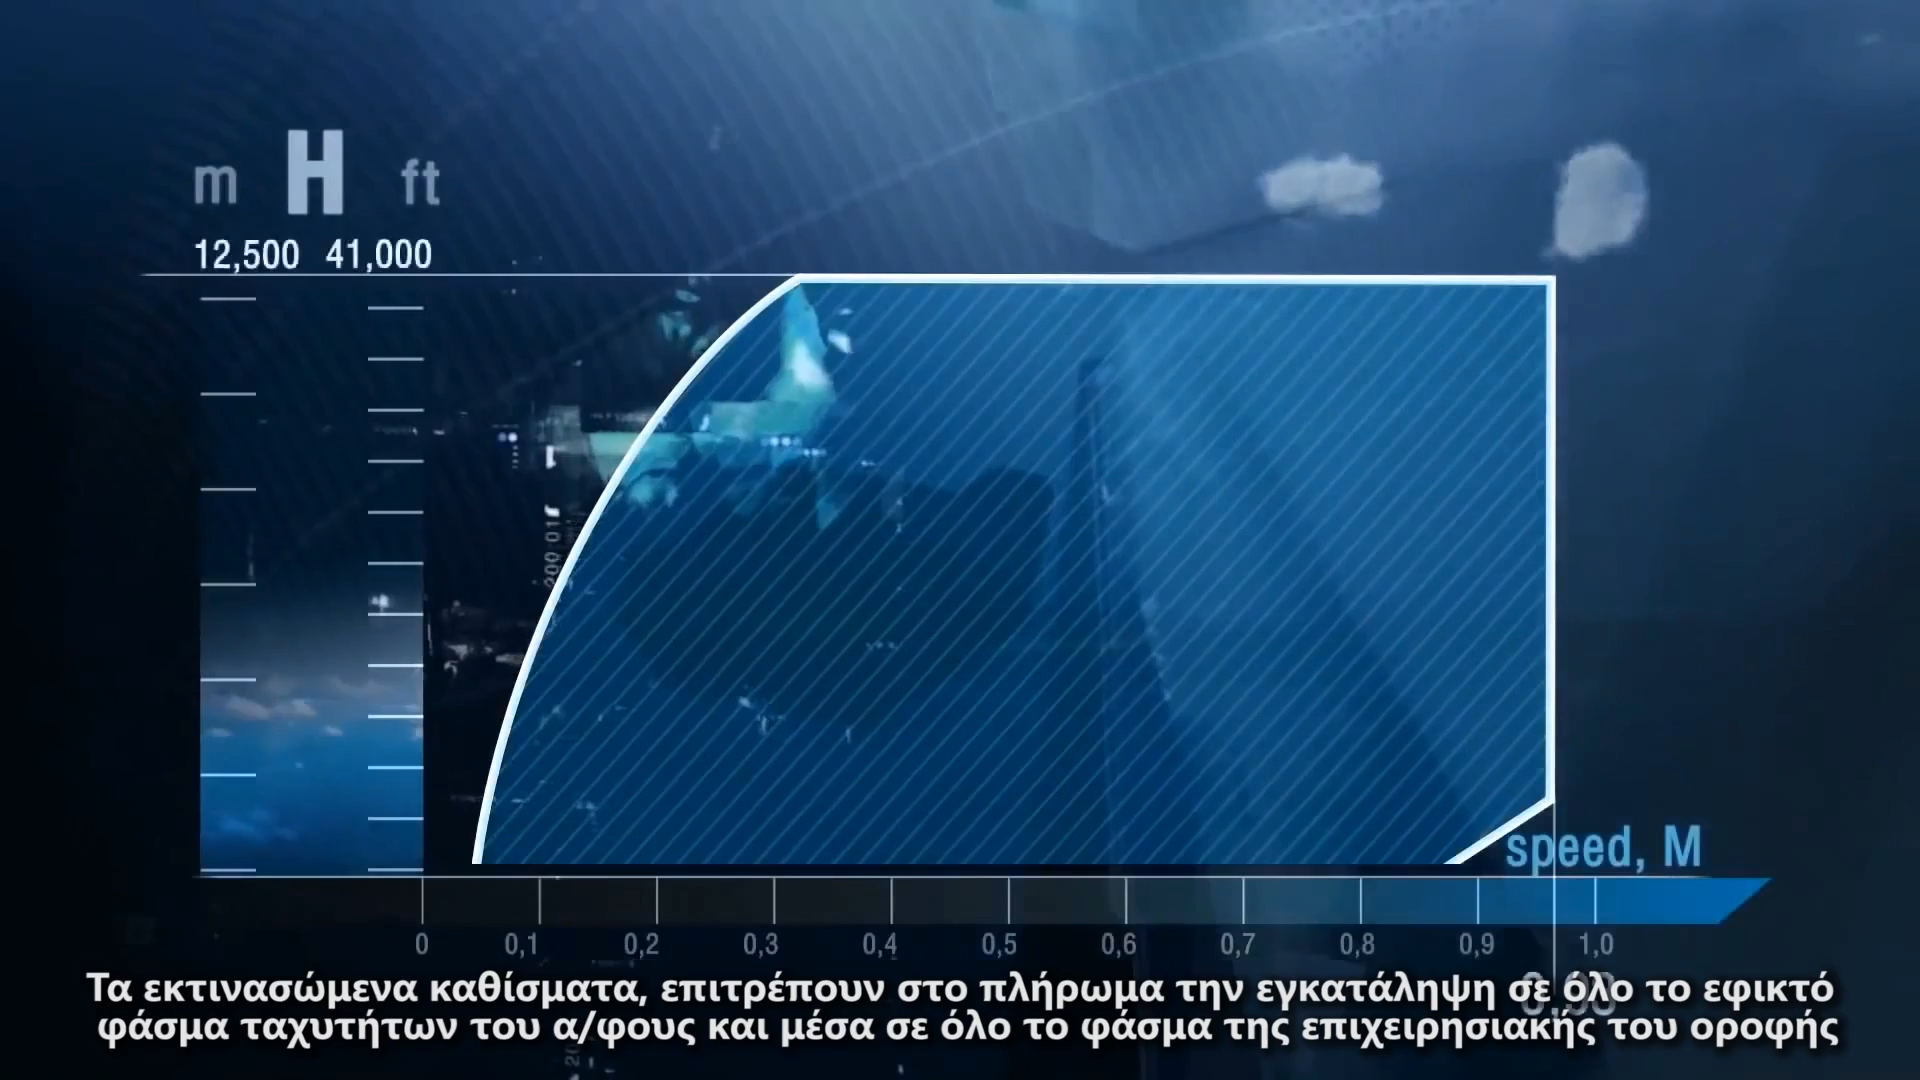 m H ft
12,500 41,000
speed, M
0 0,1 0,2 0,3 0,4 0,5 0,6 0,7 0,8 0,9 1,0
Τα εκτινασώμενα καθίσματα, επιτρέπουν στο πλήρωμα την εγκατάληψη σε όλο το εφικτό
φάσμα ταχυτήτων του α/φους και μέσα σε όλο το φάσμα της επιχειρησιακής του οροφής